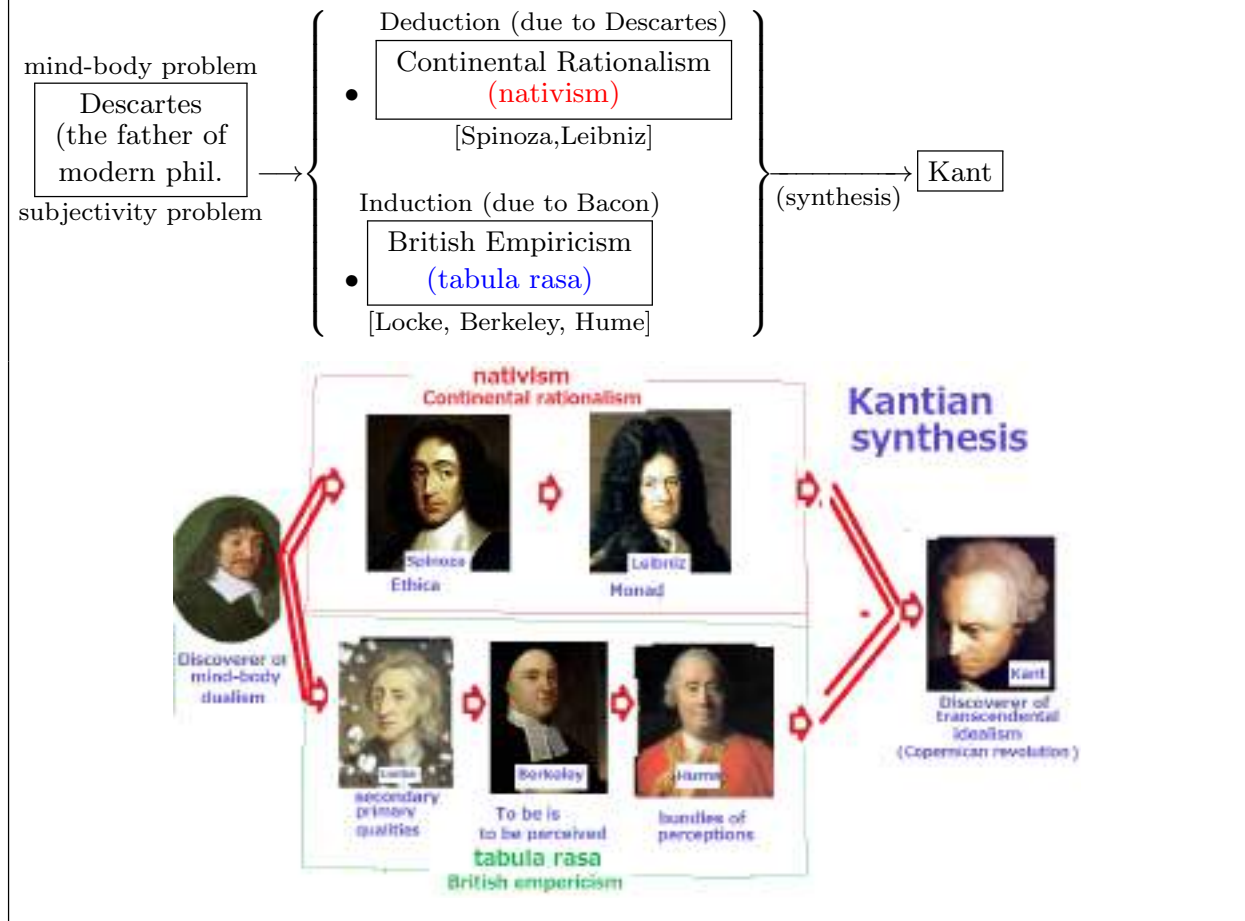 Deduction (due to Descartes)
mind-body problem
Continental Rationalism
• (nativism)
Descartes
(the father of
modern phil.
[Spinoza,Leibniz]
subjectivity problem
Induction (due to Bacon)
British Empiricism
• (tabula rasa)
[Locke, Berkeley, Hume]
(synthesis)
Kant
nativism
Continental rationalism
Kantian
synthesis
Spinoza
Ethica
Leibniz
Monad
Discoverer of
mind-body
dualism
Locke
secondary
primary
qualities
Berkeley
To be is
to be perceived
Hume
bundles of
perceptions
tabula rasa
British empericism
Kant
Discoverer of
transcendental
idealism
(Copernican revolution)